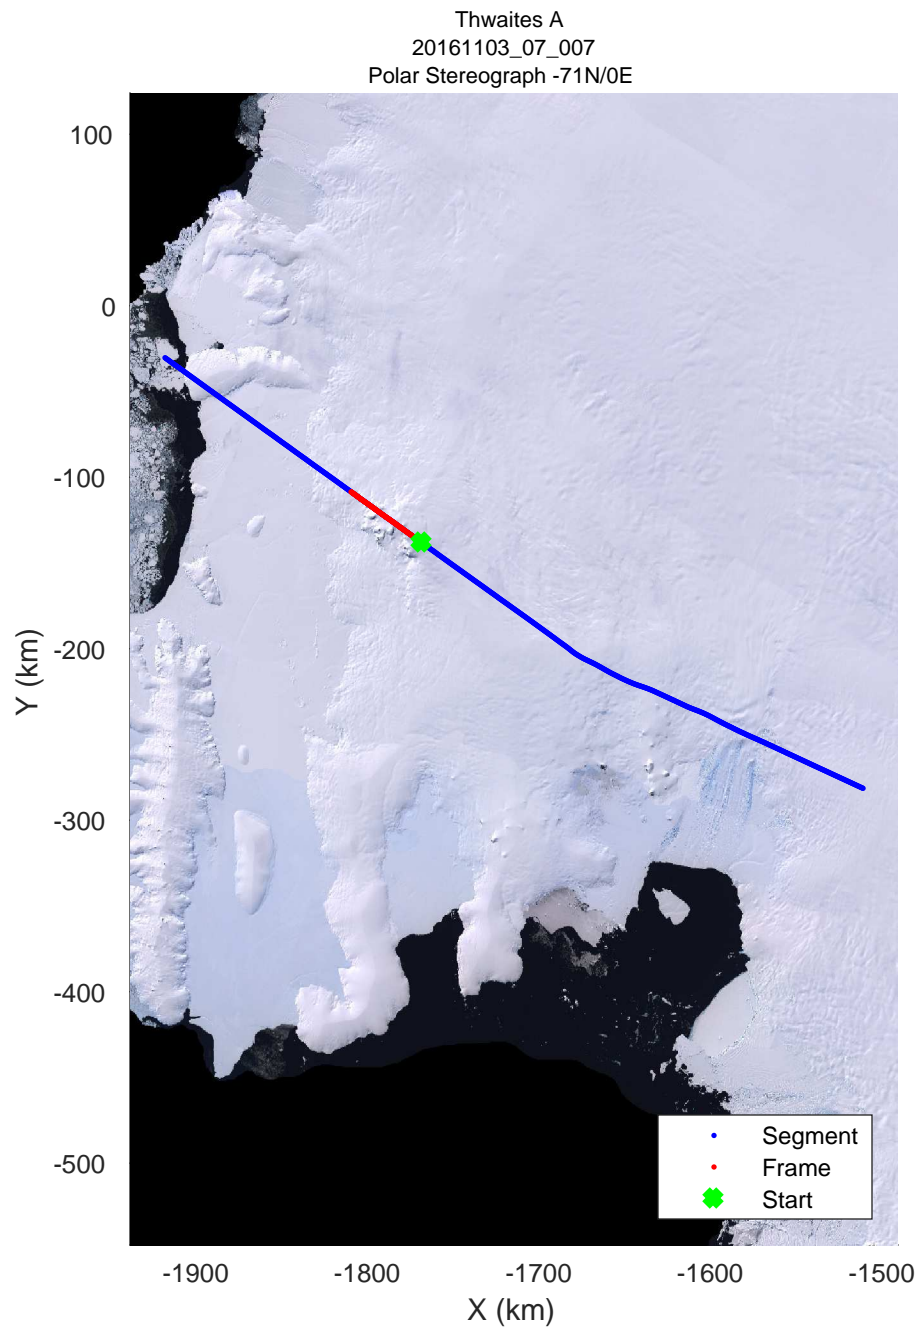 Thwaites A
20161103_07_007
Polar Stereograph -71N/0E
100
0
-100
-200
-300
-400
-500
Y (km)
Segment
Frame
Start
-1900
-1800
-1700
-1600
-1500
X (km)